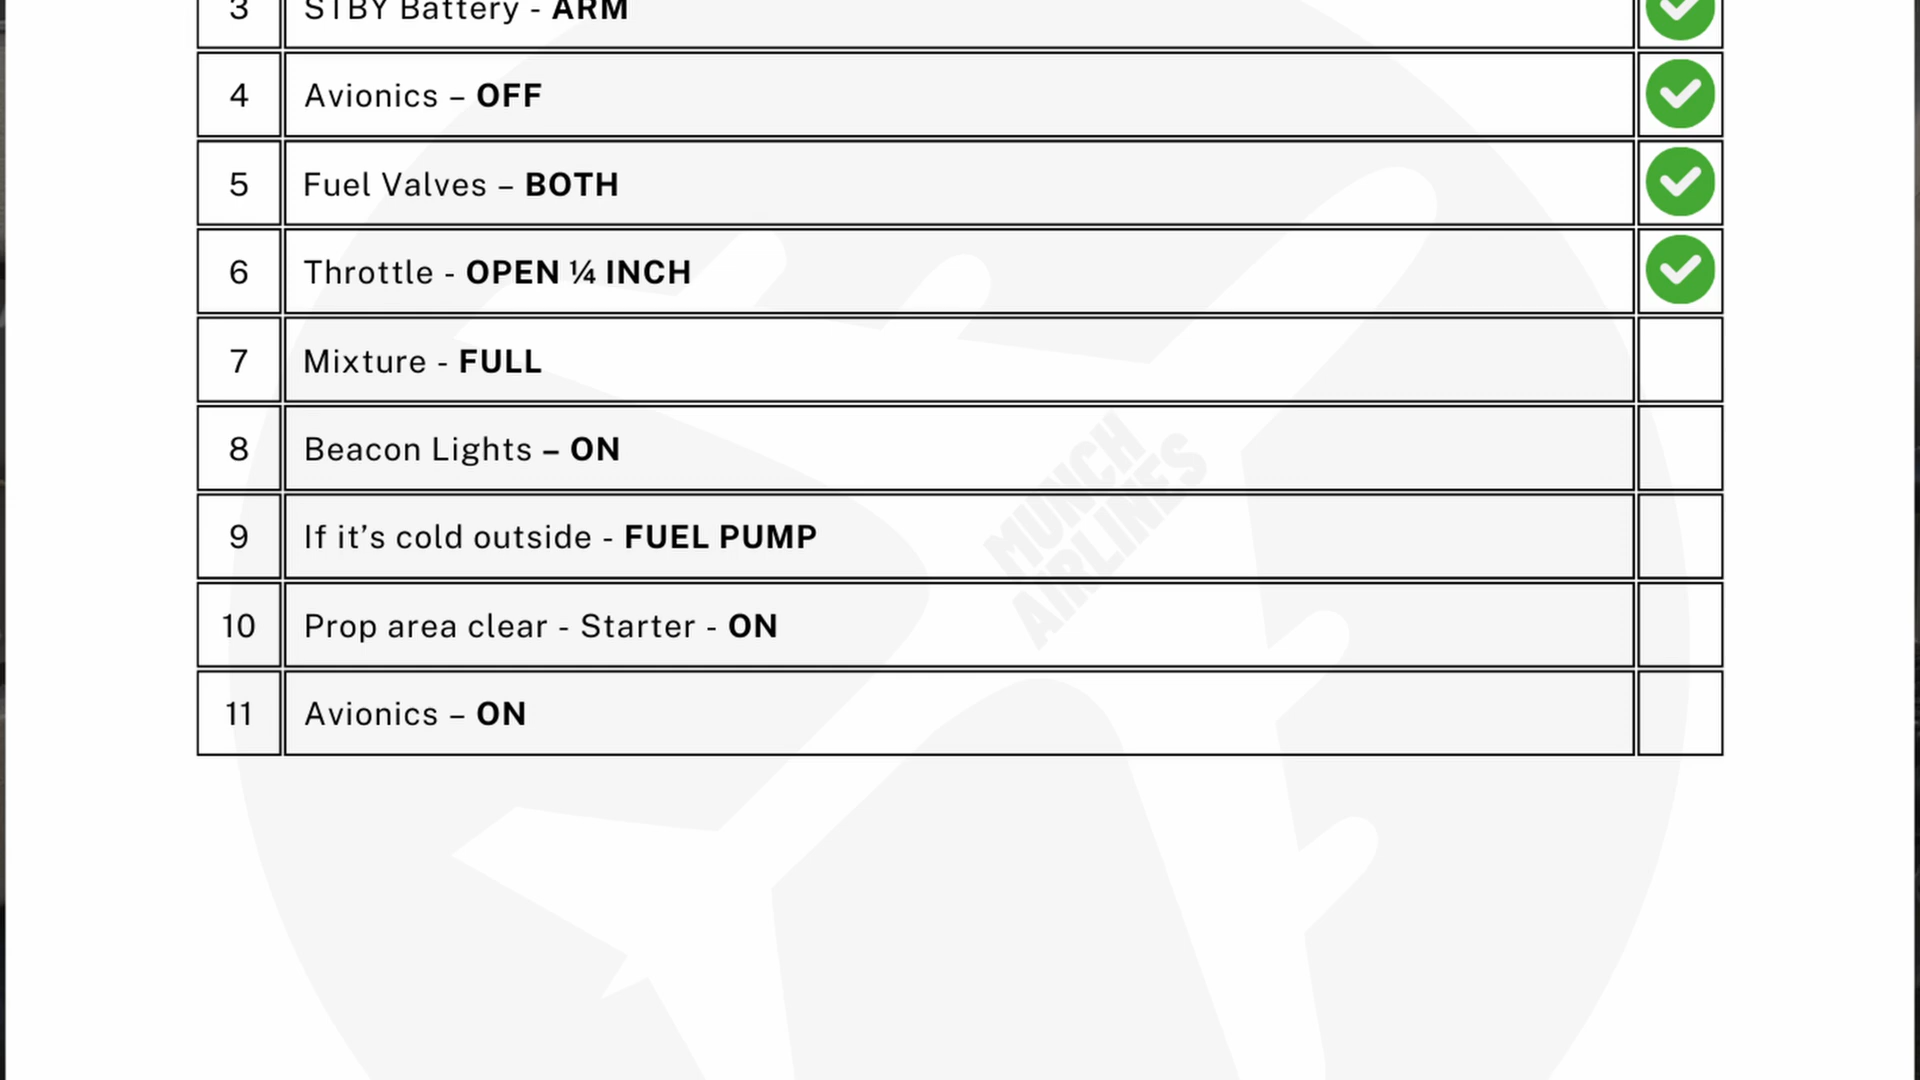 3 STBY Battery - ARM
4 Avionics – OFF
5 Fuel Valves – BOTH
6 Throttle - OPEN ¼ INCH
7 Mixture - FULL
8 Beacon Lights – ON
9 If it’s cold outside - FUEL PUMP
10 Prop area clear - Starter - ON
11 Avionics – ON
MUNCH
AIRLINES